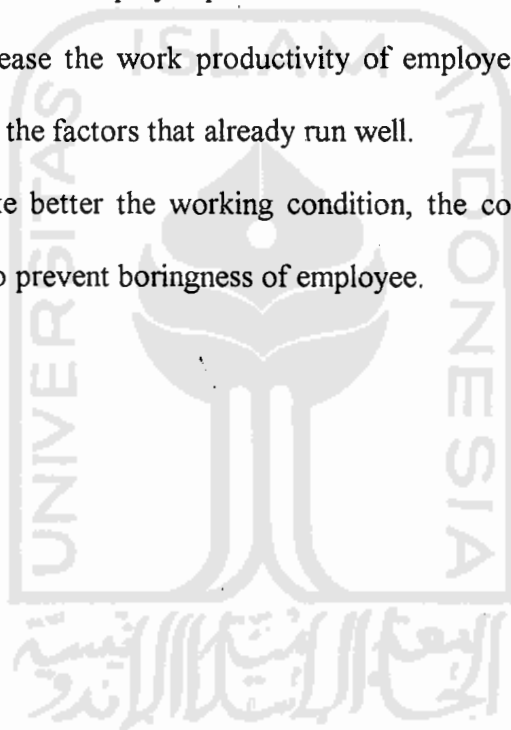 ease the work productivity of employe
the factors that already run well.
te better the working condition, the co
o prevent boringness of employee.
ISLAM
UNIVERSITAS
INDONESIA